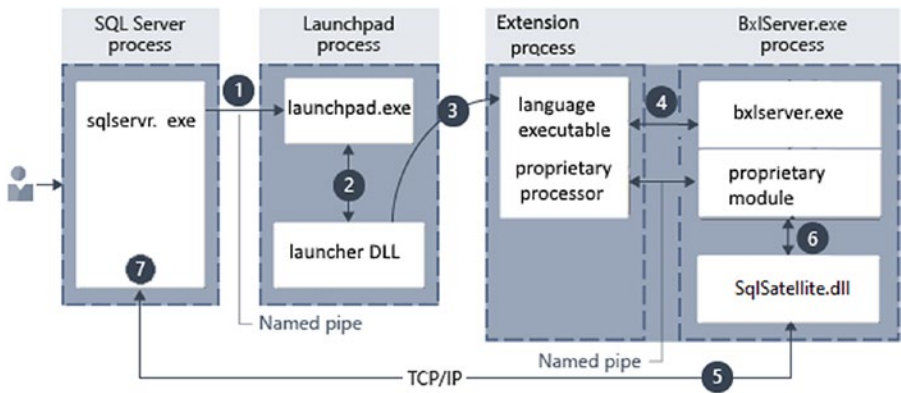 SQL Server
process
Launchpad
process
Extension
process
BxlServer.exe
process
sqlservr. exe
1
launchpad.exe
2
launcher DLL
3
language
executable
proprietary
processor
4
bxlserver.exe
proprietary
module
6
SqlSatellite.dll
7
Named pipe
Named pipe
TCP/IP
5